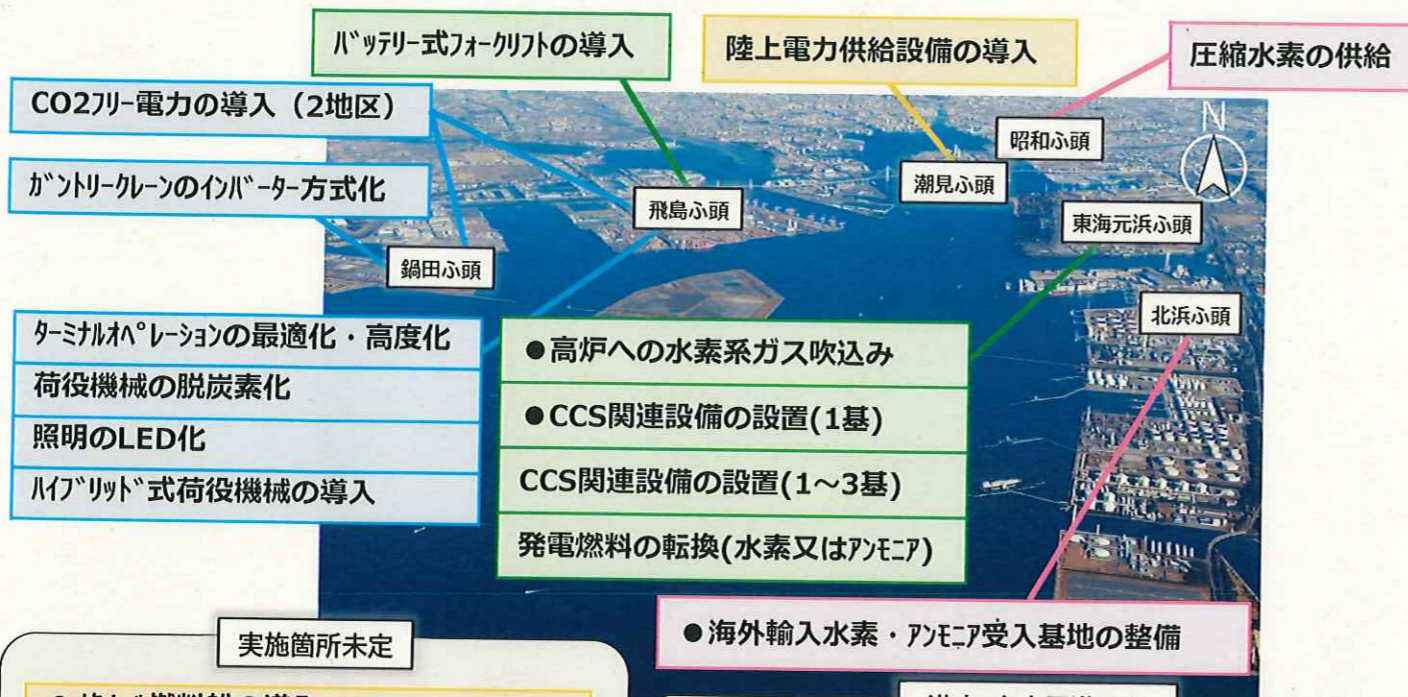 バッテリー式フォークリフトの導入
陸上電力供給設備の導入
圧縮水素の供給
CO2フリー電力の導入（2地区）
ガントリークレーンのインバーター方式化
N
昭和ふ頭
潮見ふ頭
飛島ふ頭
東海元浜ふ頭
鍋田ふ頭
北浜ふ頭
ターミナルオペレーションの最適化・高度化
荷役機械の脱炭素化
照明のLED化
ハイブリッド式荷役機械の導入
●高炉への水素系ガス吹込み
●CCS関連設備の設置(1基)
CCS関連設備の設置(1～3基)
発電燃料の転換(水素又はアンモニア)
●海外輸入水素・アンモニア受入基地の整備
実施箇所未定